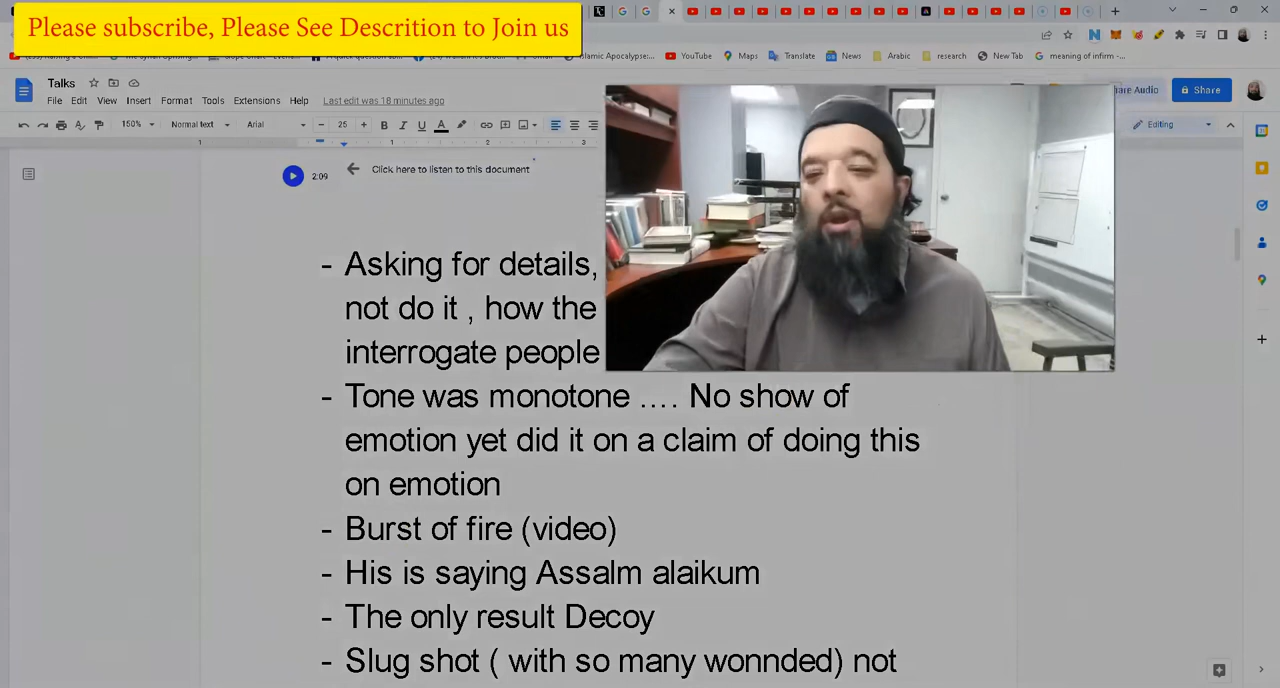 Please subscribe, Please See Descrition to Join us
Islamic Apocalypse:...
YouTube
Maps
Translate
News
Arabic
research
New Tab
meaning of infirm -...
Talks
File Edit View Insert Format Tools Extensions Help Last edit was 18 minutes ago
Share
Audio
150% Normal text Arial 25 B I U A
Editing
1 1 2 3
2:09 Click here to listen to this document
- Asking for details,
not do it , how the
interrogate people
- Tone was monotone .... No show of
emotion yet did it on a claim of doing this
on emotion
- Burst of fire (video)
- His is saying Assalm alaikum
- The only result Decoy
- Slug shot ( with so many wonnded) not